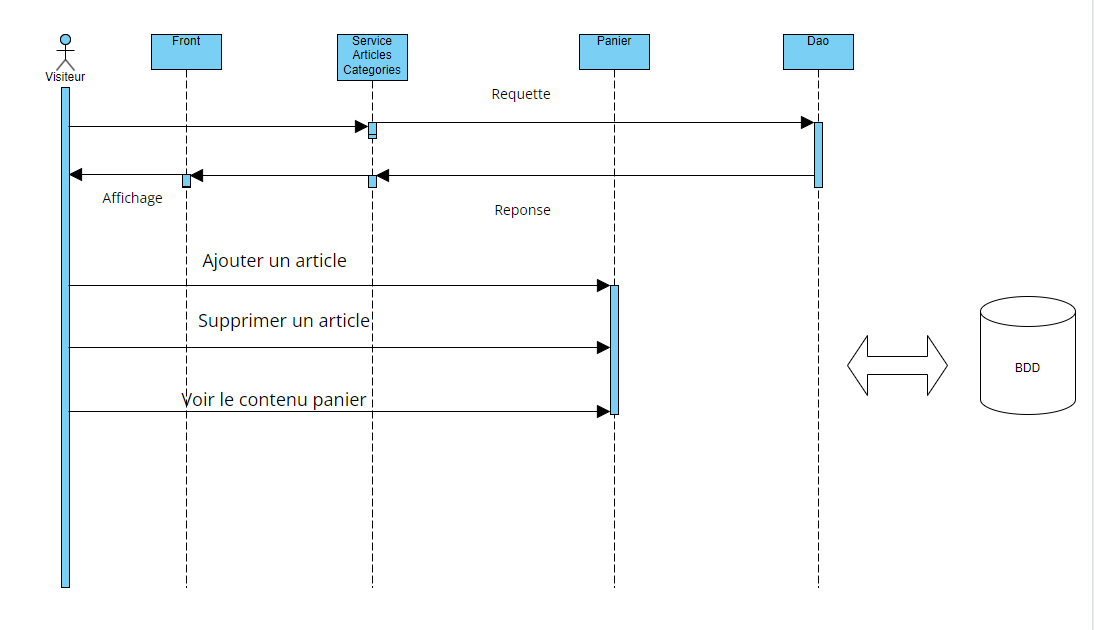 Visiteur
Front
Service
Articles
Categories
Panier
Dao
Requette
Affichage
Reponse
Ajouter un article
Supprimer un article
Voir le contenu panier
BDD